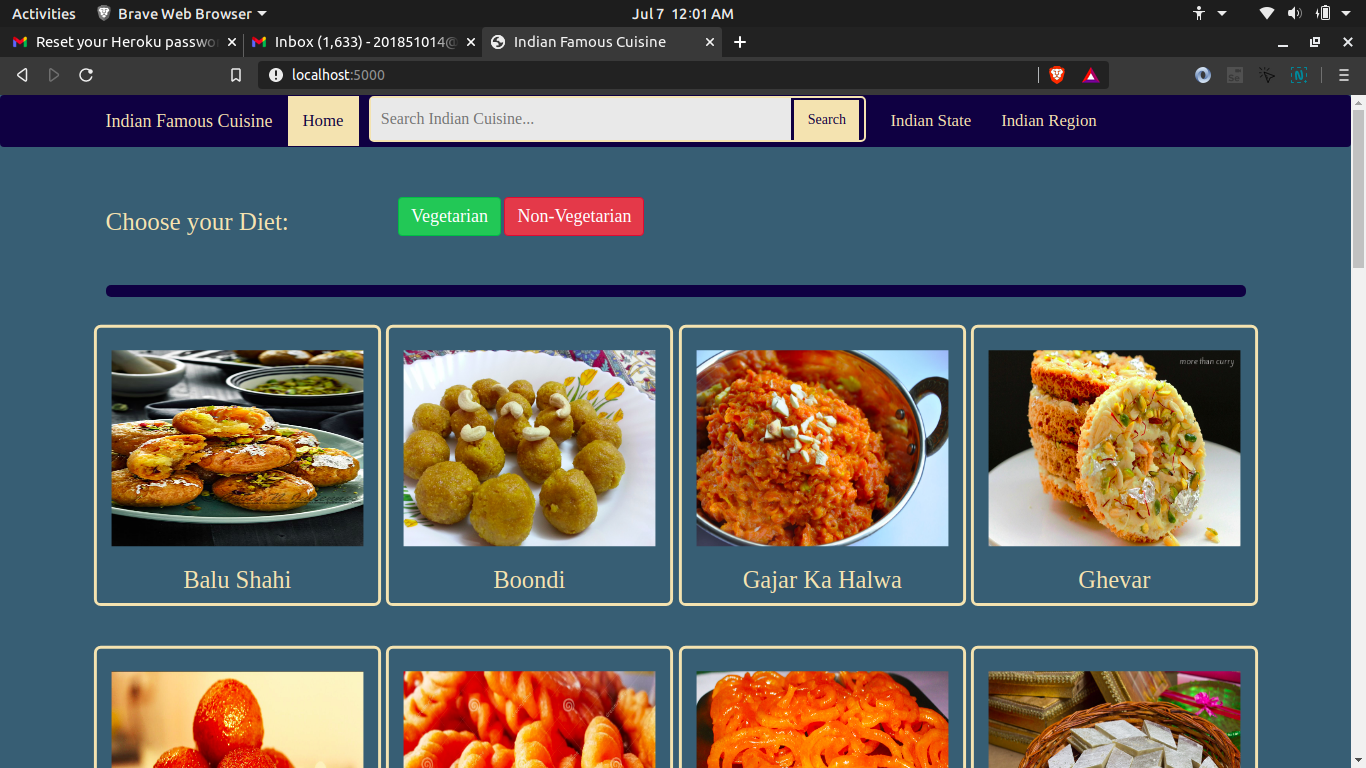 Activities Brave Web Browser Jul 7 12:01 AM
Reset your Heroku passwo Inbox (1,633) - 201851014@ Indian Famous Cuisine
localhost:5000
Indian Famous Cuisine Home Search Indian Cuisine... Search Indian State Indian Region
Choose your Diet: Vegetarian Non-Vegetarian
more than curry
Balu Shahi Boondi Gajar Ka Halwa Ghevar